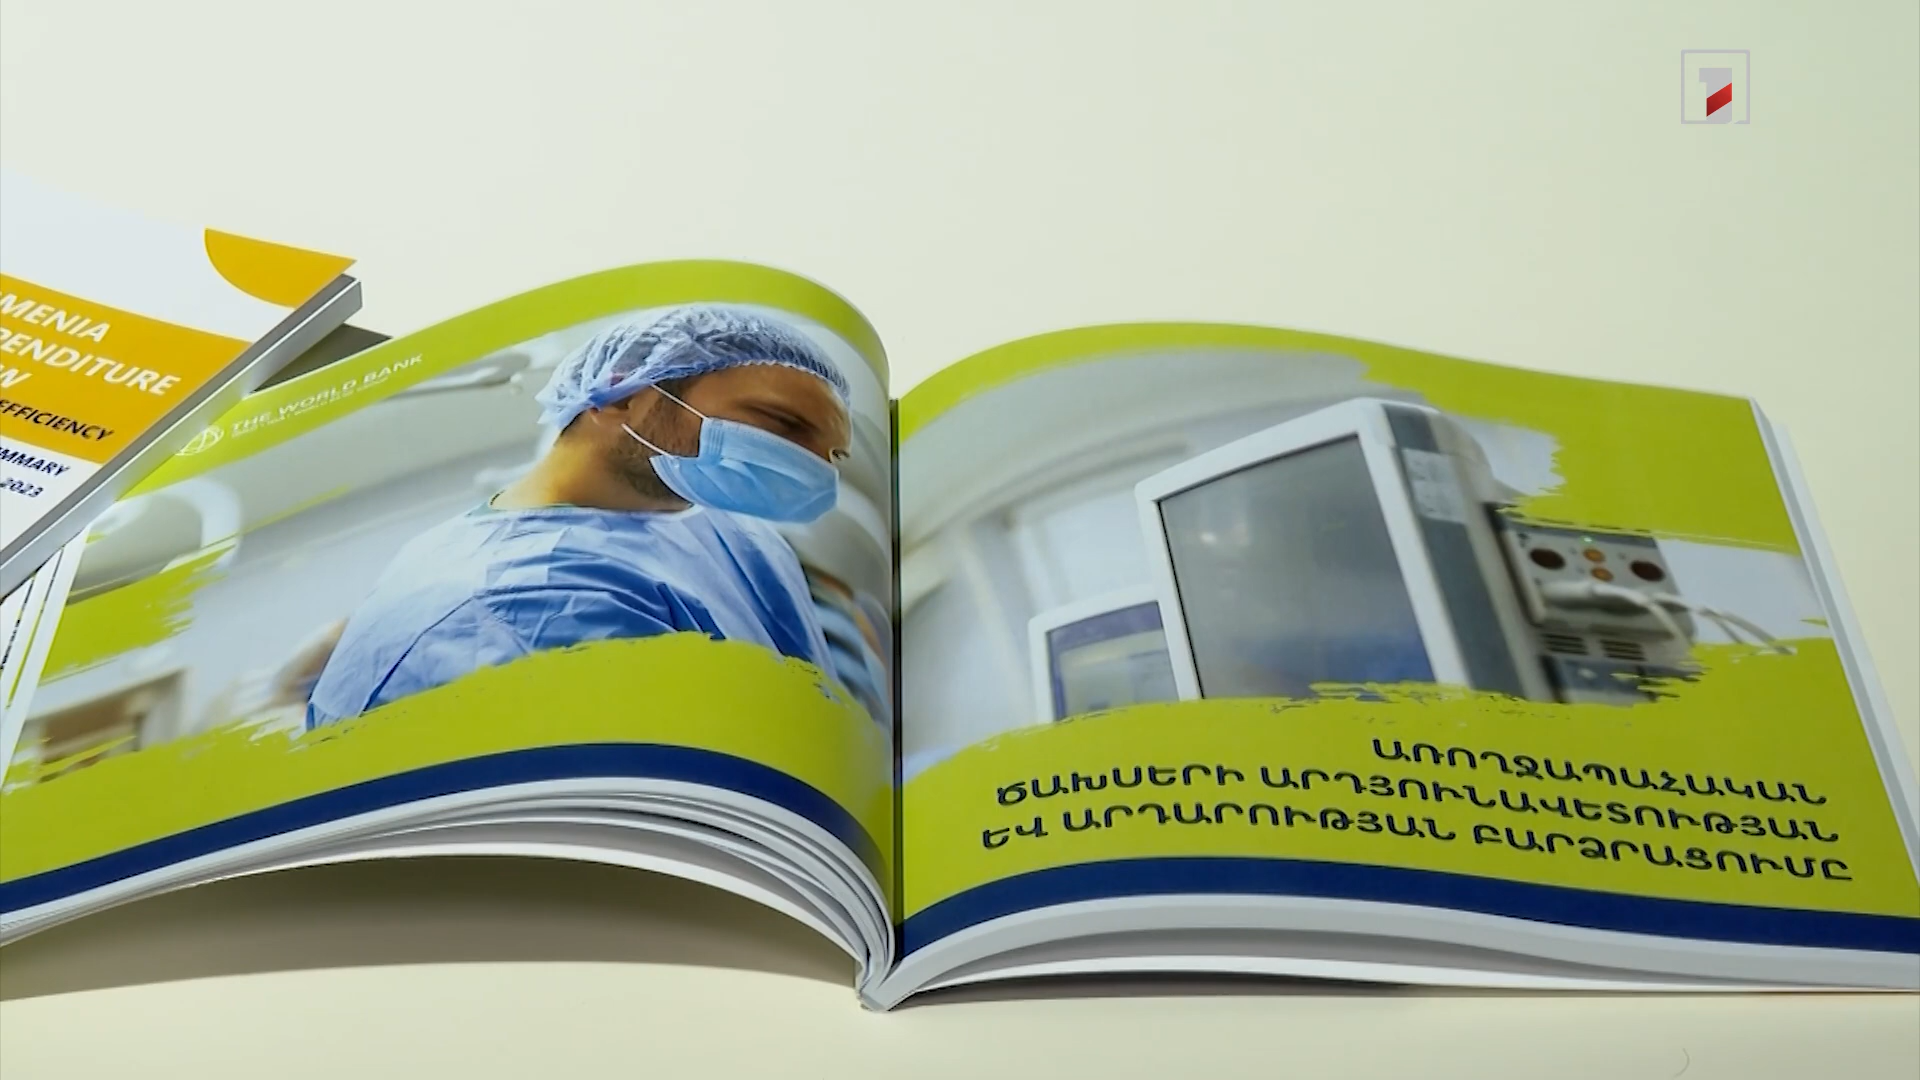 MENIA
PENDITURE
EFFICIENCY
MMARY
2023
THE WORLD BANK
ԱՌՈՂՋԱՊԱՀԱԿԱՆ
ԾԱԽՍԵՐԻ ԱՐԴՅՈՒՆԱՎԵՏՈՒԹՅԱՆ
ԵՎ ԱՐԴԱՐՈՒԹՅԱՆ ԲԱՐՁՐԱՑՈՒՄԸ